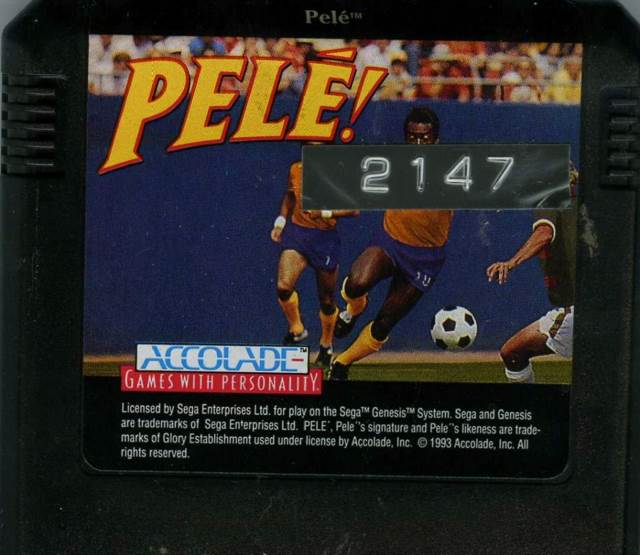 Pelé™
PELÉ!
2147
ACCOLADE™
GAMES WITH PERSONALITY.
Licensed by Sega Enterprises Ltd. for play on the Sega™ Genesis™ System. Sega and Genesis
are trademarks of Sega Enterprises Ltd. PELE´, Pele´'s signature and Pele´'s likeness are trade-
marks of Glory Establishment used under license by Accolade, Inc. © 1993 Accolade, Inc. All
rights reserved.